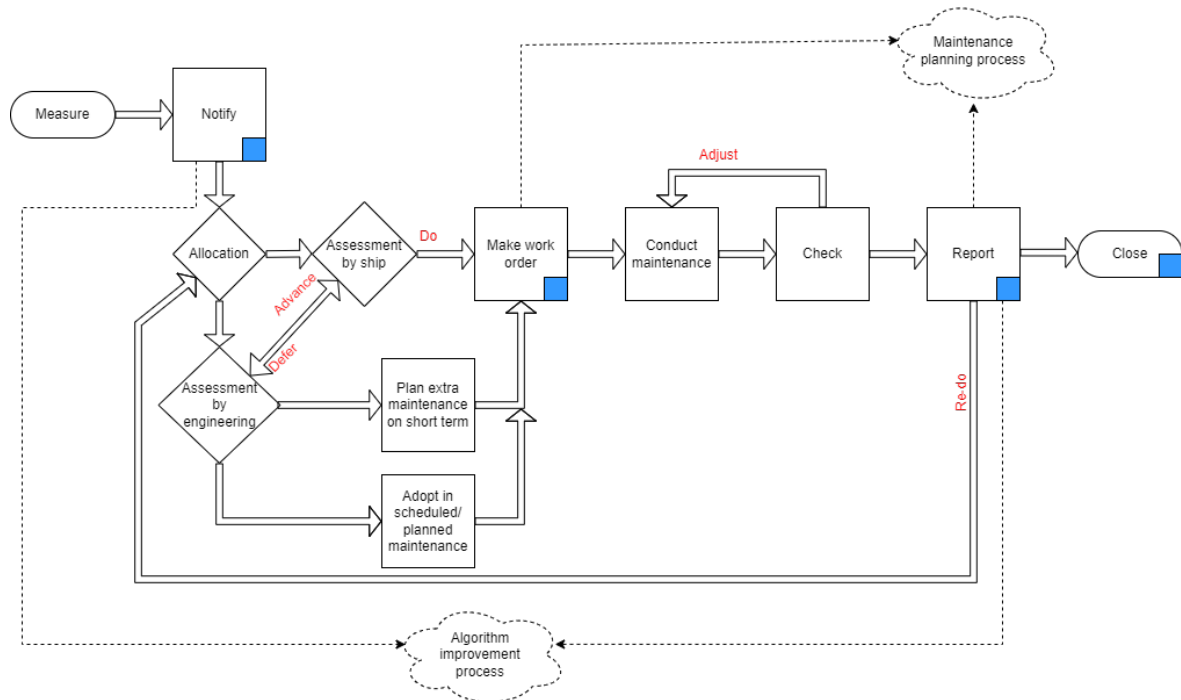 Maintenance
planning process
Measure
Notify
Adjust
Allocation
Assessment
by ship
Do
Make work
order
Conduct
maintenance
Check
Report
Close
Advance
Defer
Assessment
by
engineering
Plan extra
maintenance
on short term
Re-do
Adopt in
scheduled/
planned
maintenance
Algorithm
improvement
process